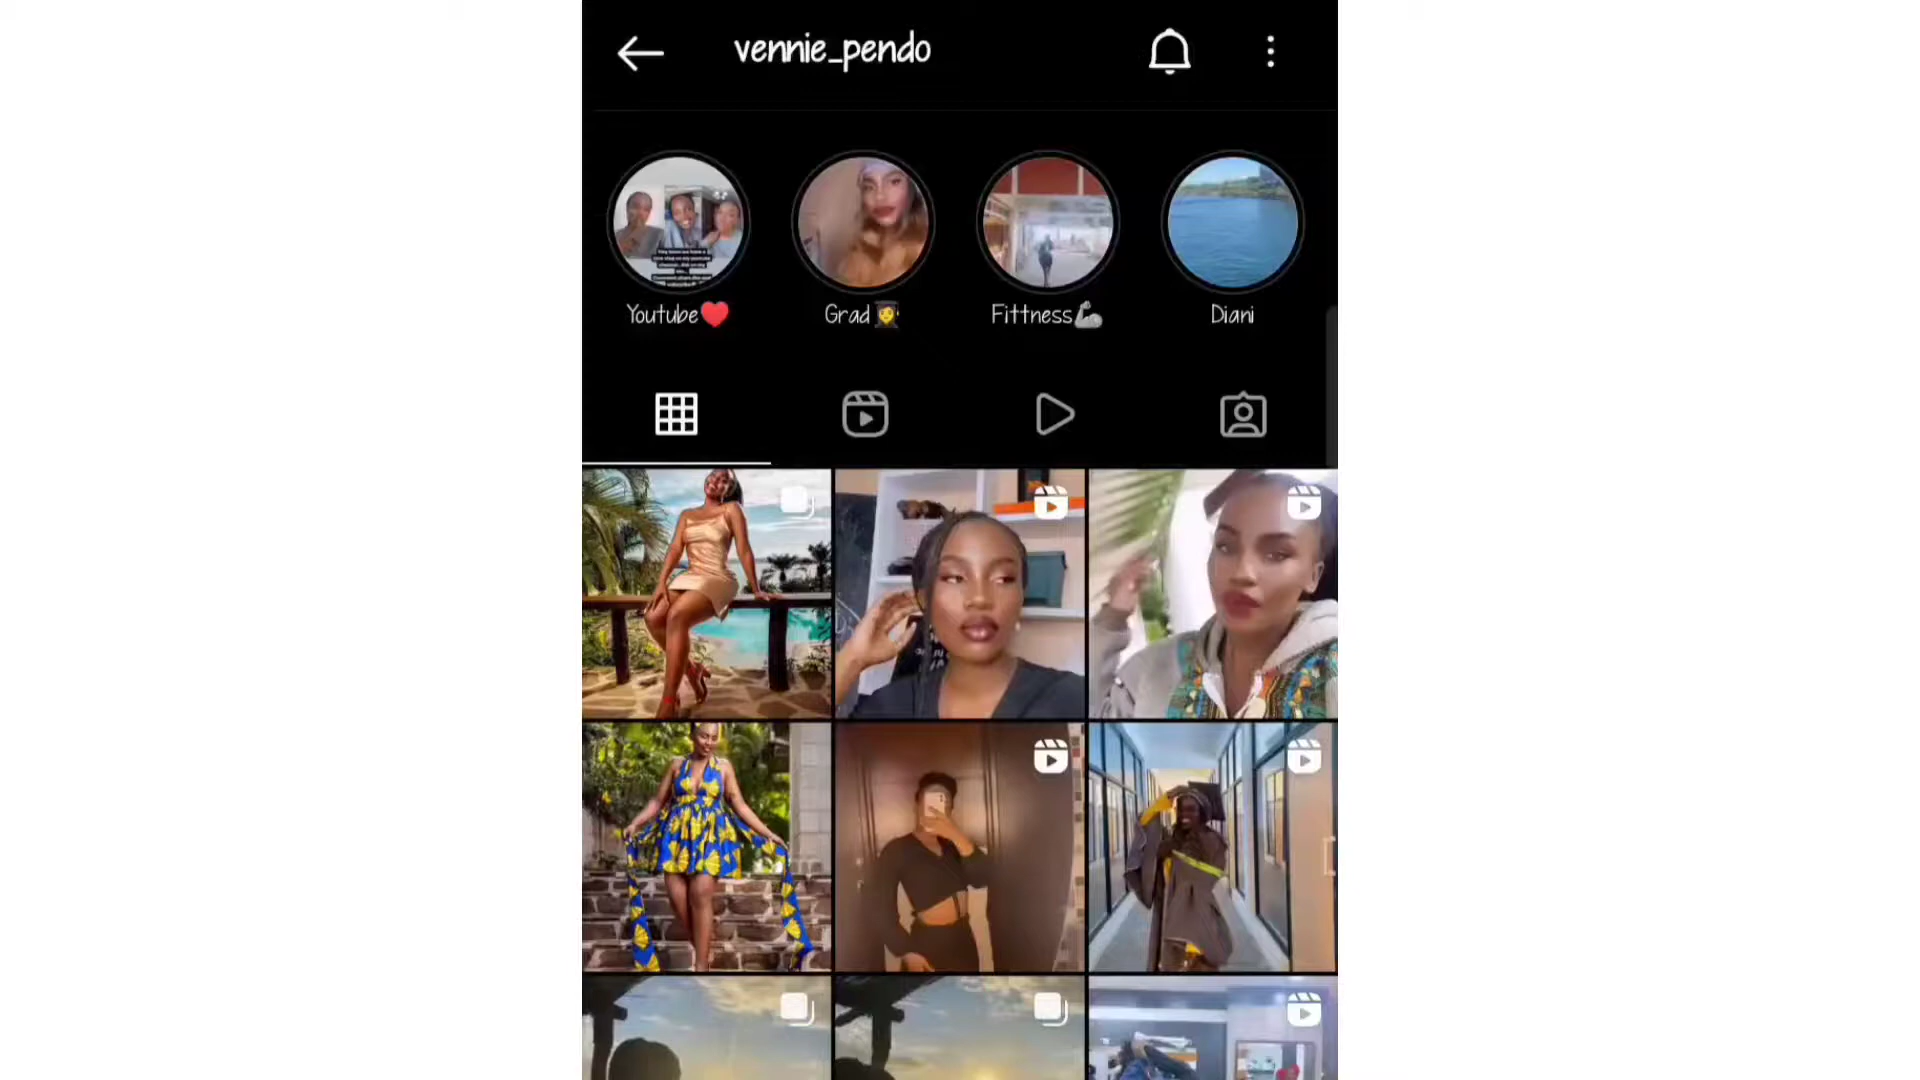 vennie_pendo
Youtube❤️
Grad👩‍🎓
Fittness🦾
Diani